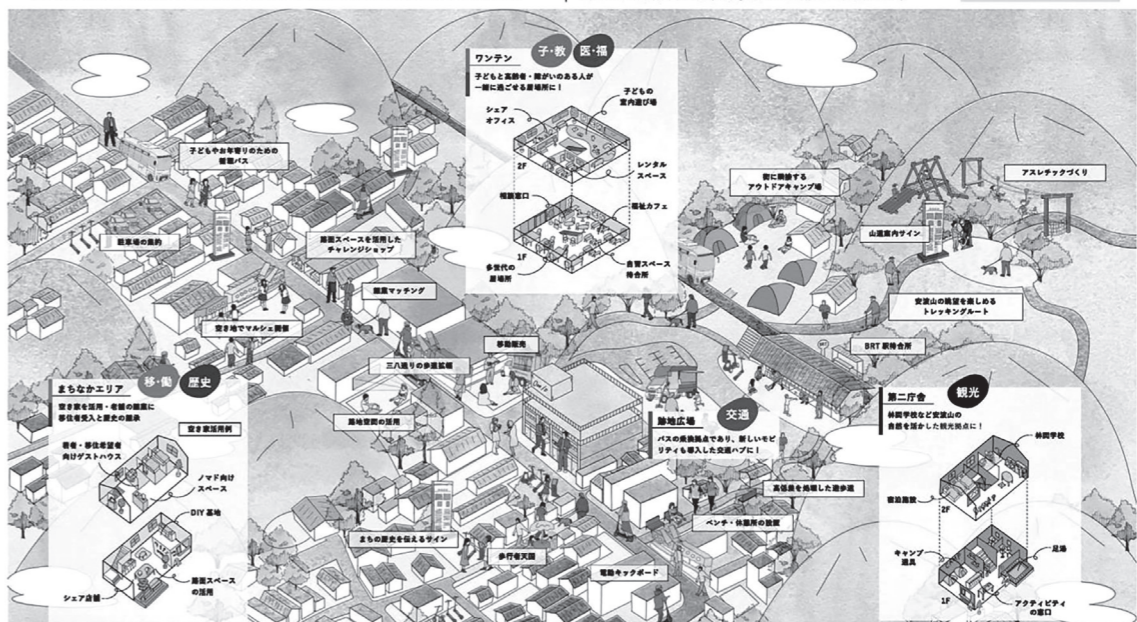 ワンテン
子・教
医・福
子どもと高齢者・障がいのある人が
一緒に過ごせる居場所に！
シェア
オフィス
子どもの
室内遊び場
2F
レンタル
スペース
相談窓口
福祉カフェ
1F
多世代の
居場所
自習スペース
待合所
子どもやお年寄りのための
循環バス
駐車場の集約
路面スペースを活用した
チャレンジショップ
就業マッチング
空き地でマルシェ開催
三八通りの歩道拡幅
移動販売
路地空間の活用
街に隣接する
アウトドアキャンプ場
アスレチックづくり
山道案内サイン
安波山の眺望を楽しめる
トレッキングルート
BRT 駅待合所
まちなかエリア
移・働
歴史
空き家を活用・老舗の継業に
移住者受入と歴史の継承
空き家活用例
若者・移住希望者
向けゲストハウス
ノマド向け
スペース
DIY 基地
シェア店舗
路面スペース
の活用
まちの歴史を伝えるサイン
歩行者天国
電動キックボード
跡地広場
交通
バスの乗換拠点であり、新しいモビ
リティも導入した交通ハブに！
高低差を処理した遊歩道
ベンチ・休憩所の設置
第二庁舎
観光
林間学校など安波山の
自然を活かした観光拠点に！
林間学校
宿泊施設
2F
キャンプ
道具
足湯
1F
アクティビティ
の窓口